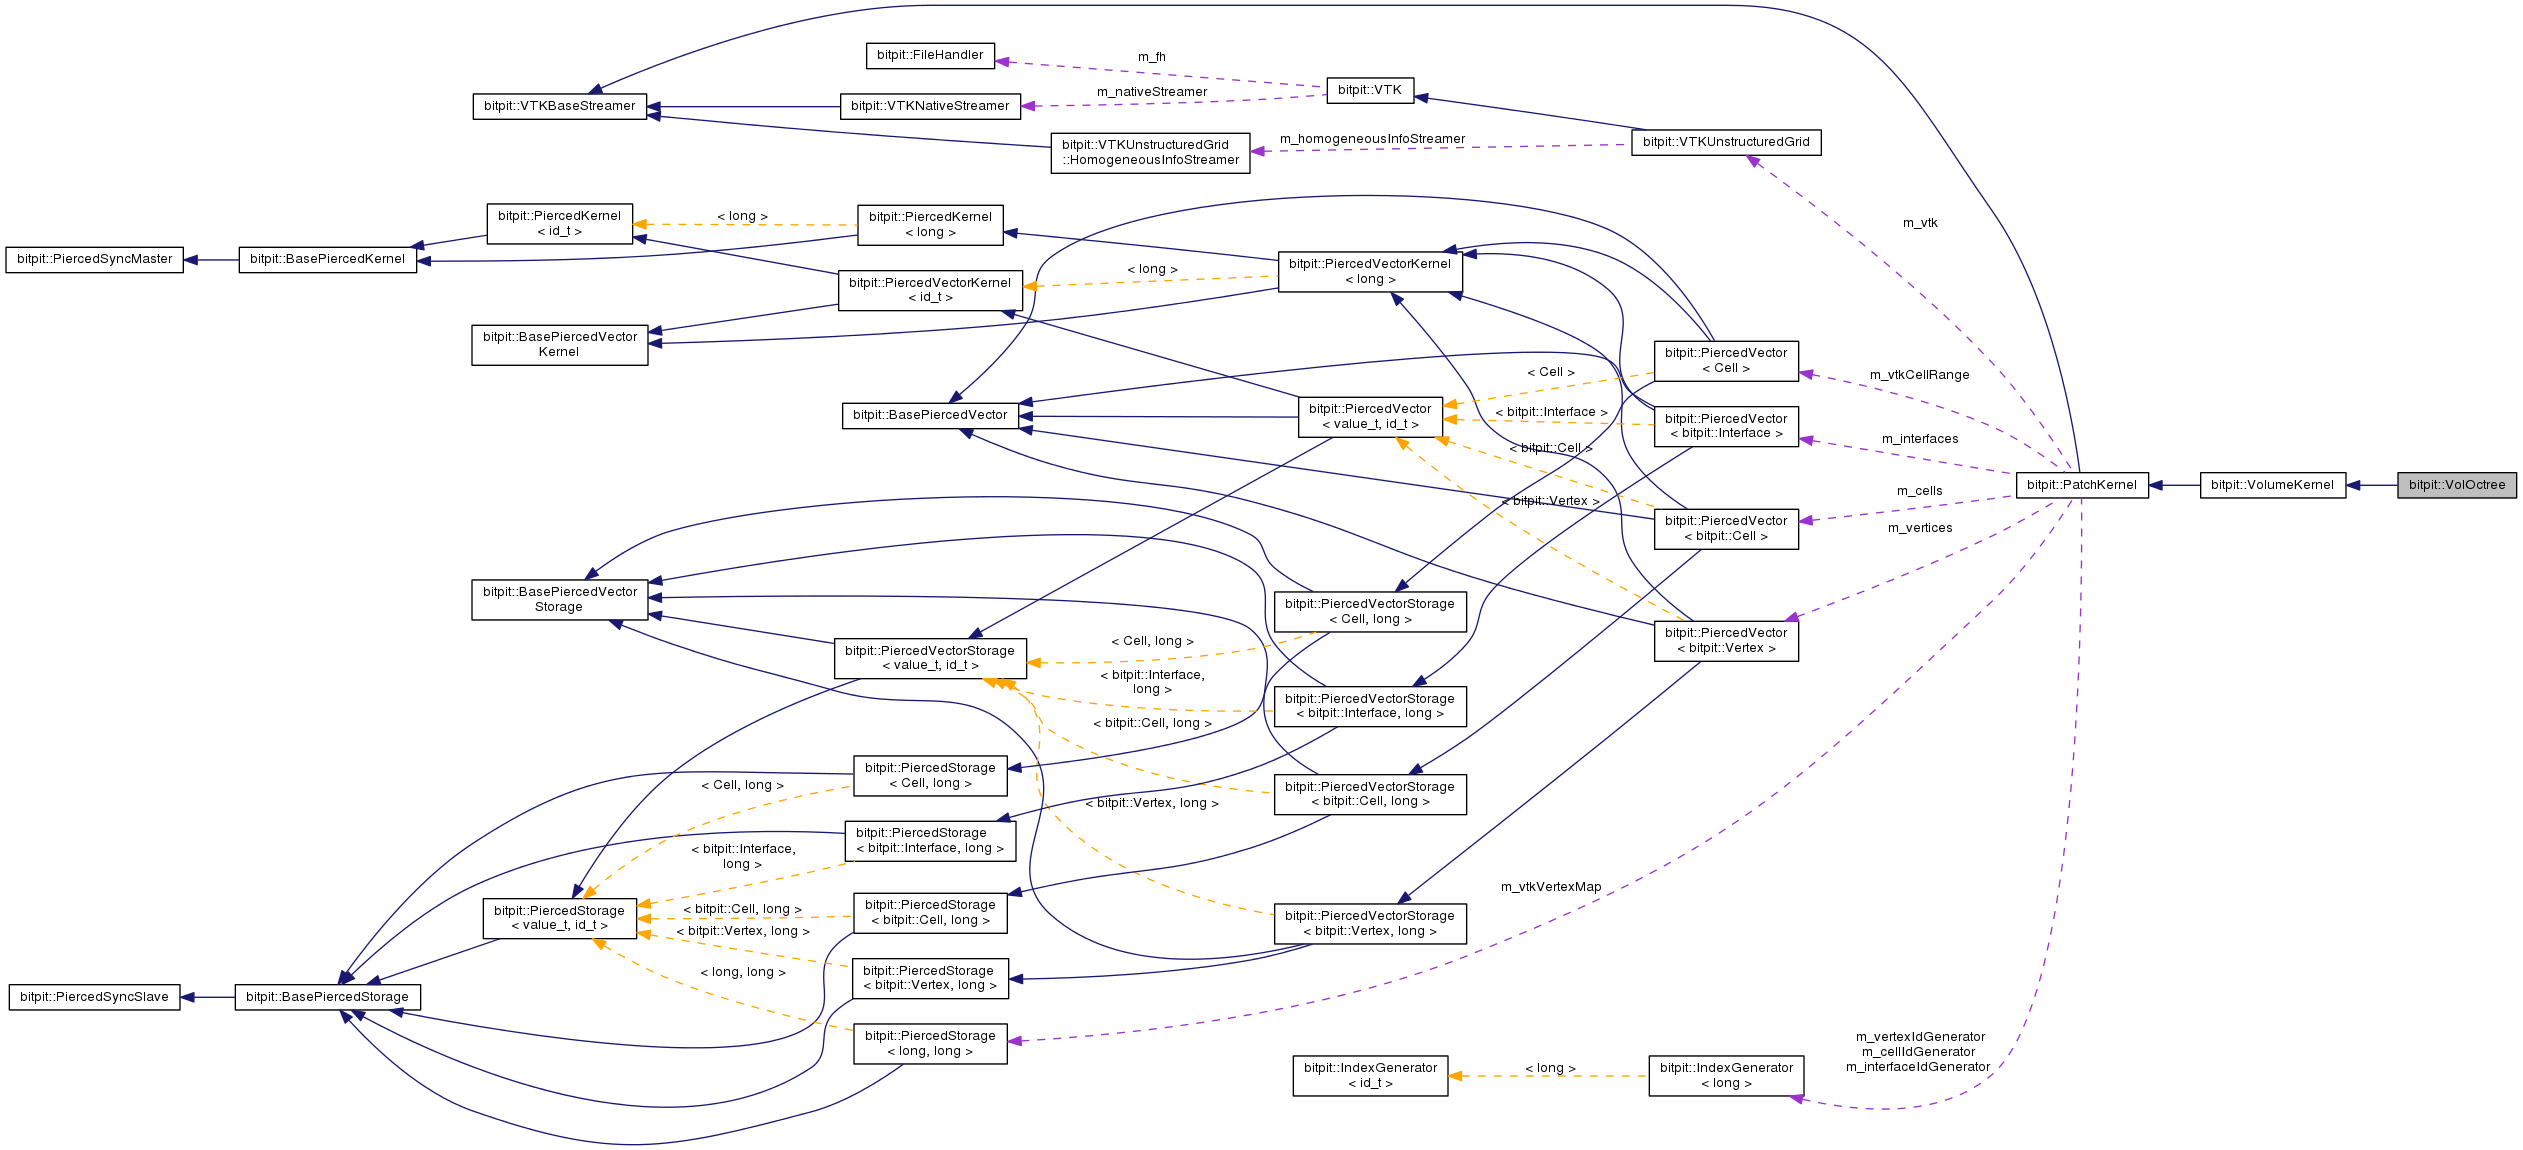 bitpit::FileHandler
m_fh
bitpit::VTK
m_nativeStreamer
bitpit::VTKBaseStreamer
bitpit::VTKNativeStreamer
m_homogeneousInfoStreamer
bitpit::VTKUnstructuredGrid
::HomogeneousInfoStreamer
bitpit::VTKUnstructuredGrid
m_vtk
bitpit::PiercedKernel
< id_t >
< long >
bitpit::PiercedKernel
< long >
bitpit::PiercedSyncMaster
bitpit::BasePiercedKernel
bitpit::PiercedVectorKernel
< id_t >
< long >
bitpit::PiercedVectorKernel
< long >
bitpit::BasePiercedVector
Kernel
bitpit::PiercedVector
< Cell >
m_vtkCellRange
< Cell >
bitpit::BasePiercedVector
bitpit::PiercedVector
< value_t, id_t >
< bitpit::Interface >
bitpit::PiercedVector
< bitpit::Interface >
m_interfaces
< bitpit::Cell >
bitpit::PatchKernel
bitpit::VolumeKernel
bitpit::VolOctree
m_cells
< bitpit::Vertex >
bitpit::PiercedVector
< bitpit::Cell >
m_vertices
bitpit::BasePiercedVector
Storage
bitpit::PiercedVectorStorage
< Cell, long >
bitpit::PiercedVector
< bitpit::Vertex >
bitpit::PiercedVectorStorage
< value_t, id_t >
< Cell, long >
< bitpit::Interface,
long >
bitpit::PiercedVectorStorage
< bitpit::Interface, long >
< bitpit::Cell, long >
bitpit::PiercedStorage
< Cell, long >
< Cell, long >
bitpit::PiercedVectorStorage
< bitpit::Cell, long >
< bitpit::Vertex, long >
bitpit::PiercedStorage
< bitpit::Interface, long >
< bitpit::Interface,
long >
m_vtkVertexMap
bitpit::PiercedStorage
< value_t, id_t >
< bitpit::Cell, long >
bitpit::PiercedStorage
< bitpit::Cell, long >
< bitpit::Vertex, long >
bitpit::PiercedVectorStorage
< bitpit::Vertex, long >
< long, long >
bitpit::PiercedStorage
< bitpit::Vertex, long >
bitpit::PiercedSyncSlave
bitpit::BasePiercedStorage
bitpit::PiercedStorage
< long, long >
m_vertexIdGenerator
m_cellIdGenerator
m_interfaceIdGenerator
bitpit::IndexGenerator
< id_t >
< long >
bitpit::IndexGenerator
< long >